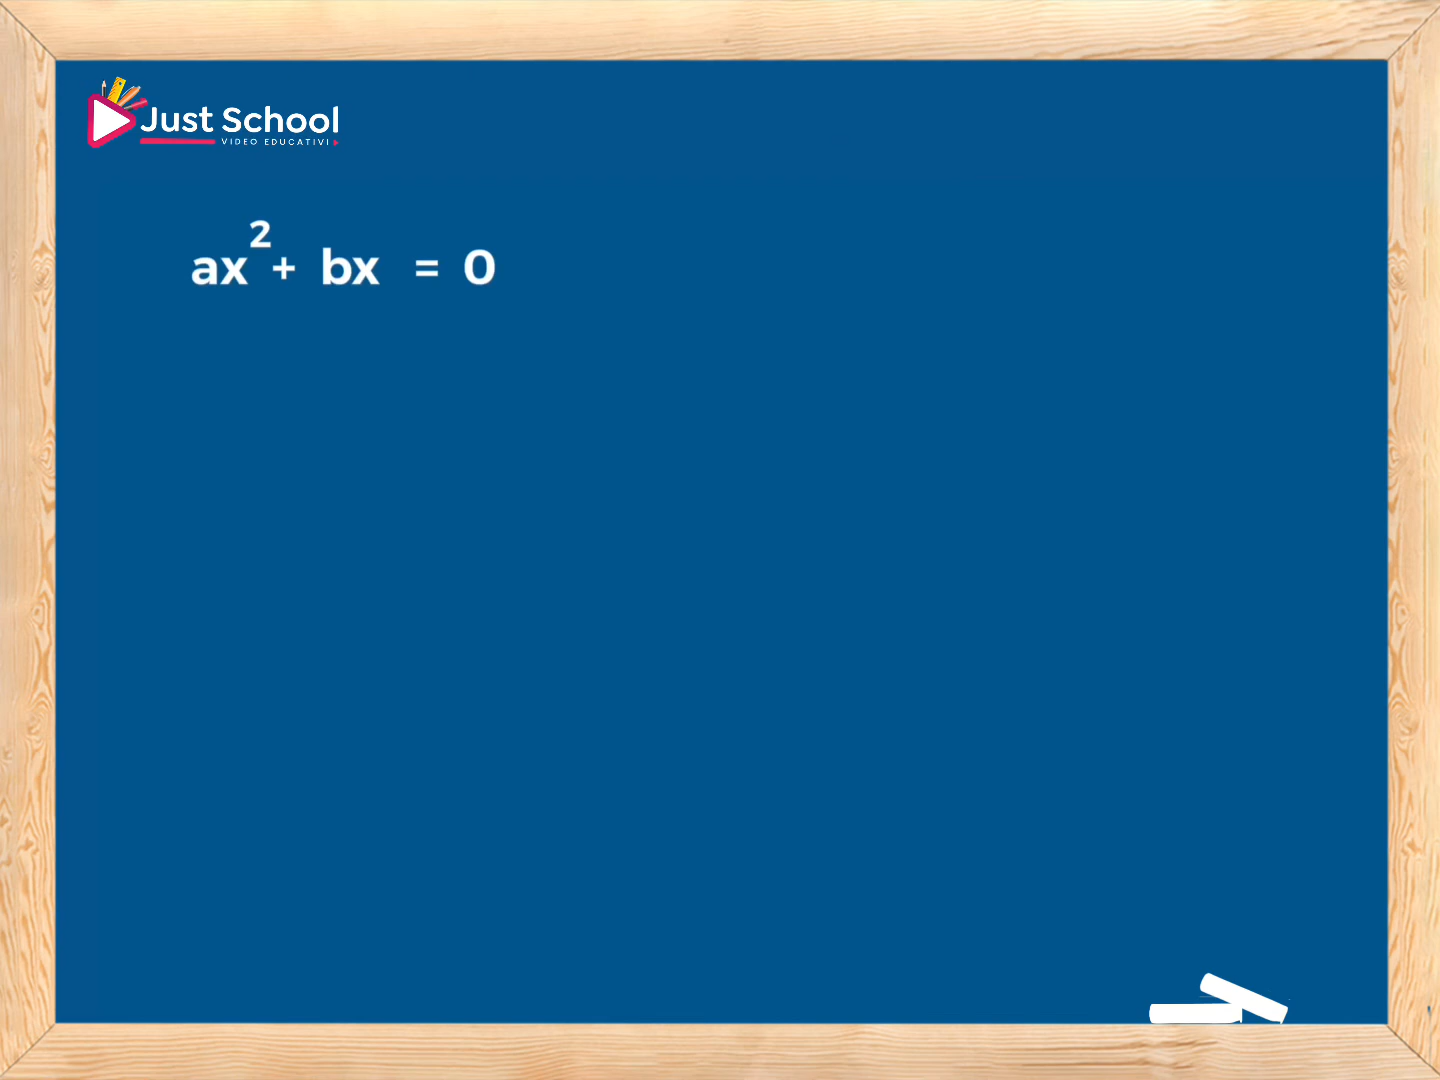 Just School
VIDEO EDUCATIVI
ax² + bx = 0